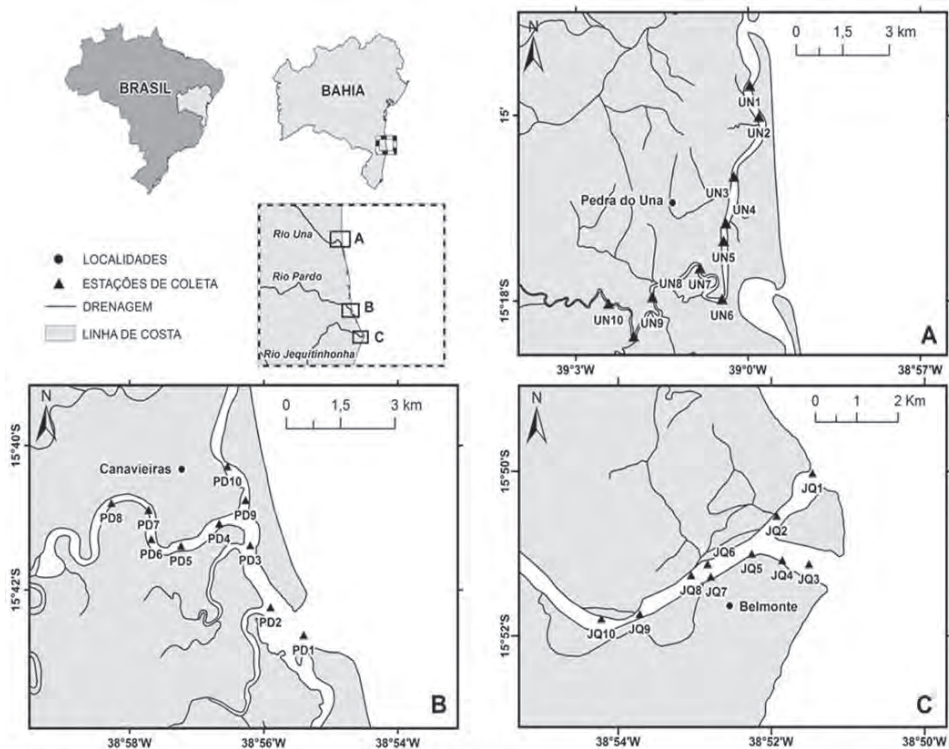 BRASIL
BAHIA
Rio Una
A
Rio Pardo
B
C
Rio Jequitinhonha
LOCALIDADES
ESTAÇÕES DE COLETA
DRENAGEM
LINHA DE COSTA
N
0 1,5 3 km
UN1
15'
UN2
UN3
Pedra do Una
UN4
UN5
UN8
UN7
15°18'S
UN6
UN10
UN9
A
39°3'W
39°0'W
38°57'W
N
0 1,5 3 km
15°40'S
Canavieiras
PD10
PD9
PD8
PD7
PD4
PD6
PD5
PD3
15°42'S
PD2
PD1
B
38°58'W
38°56'W
38°54'W
N
0 1 2 Km
15°50'S
JQ1
JQ2
JQ6
JQ5
JQ4
JQ3
JQ8
JQ7
Belmonte
JQ10
JQ9
15°52'S
C
38°54'W
38°52'W
38°50'W